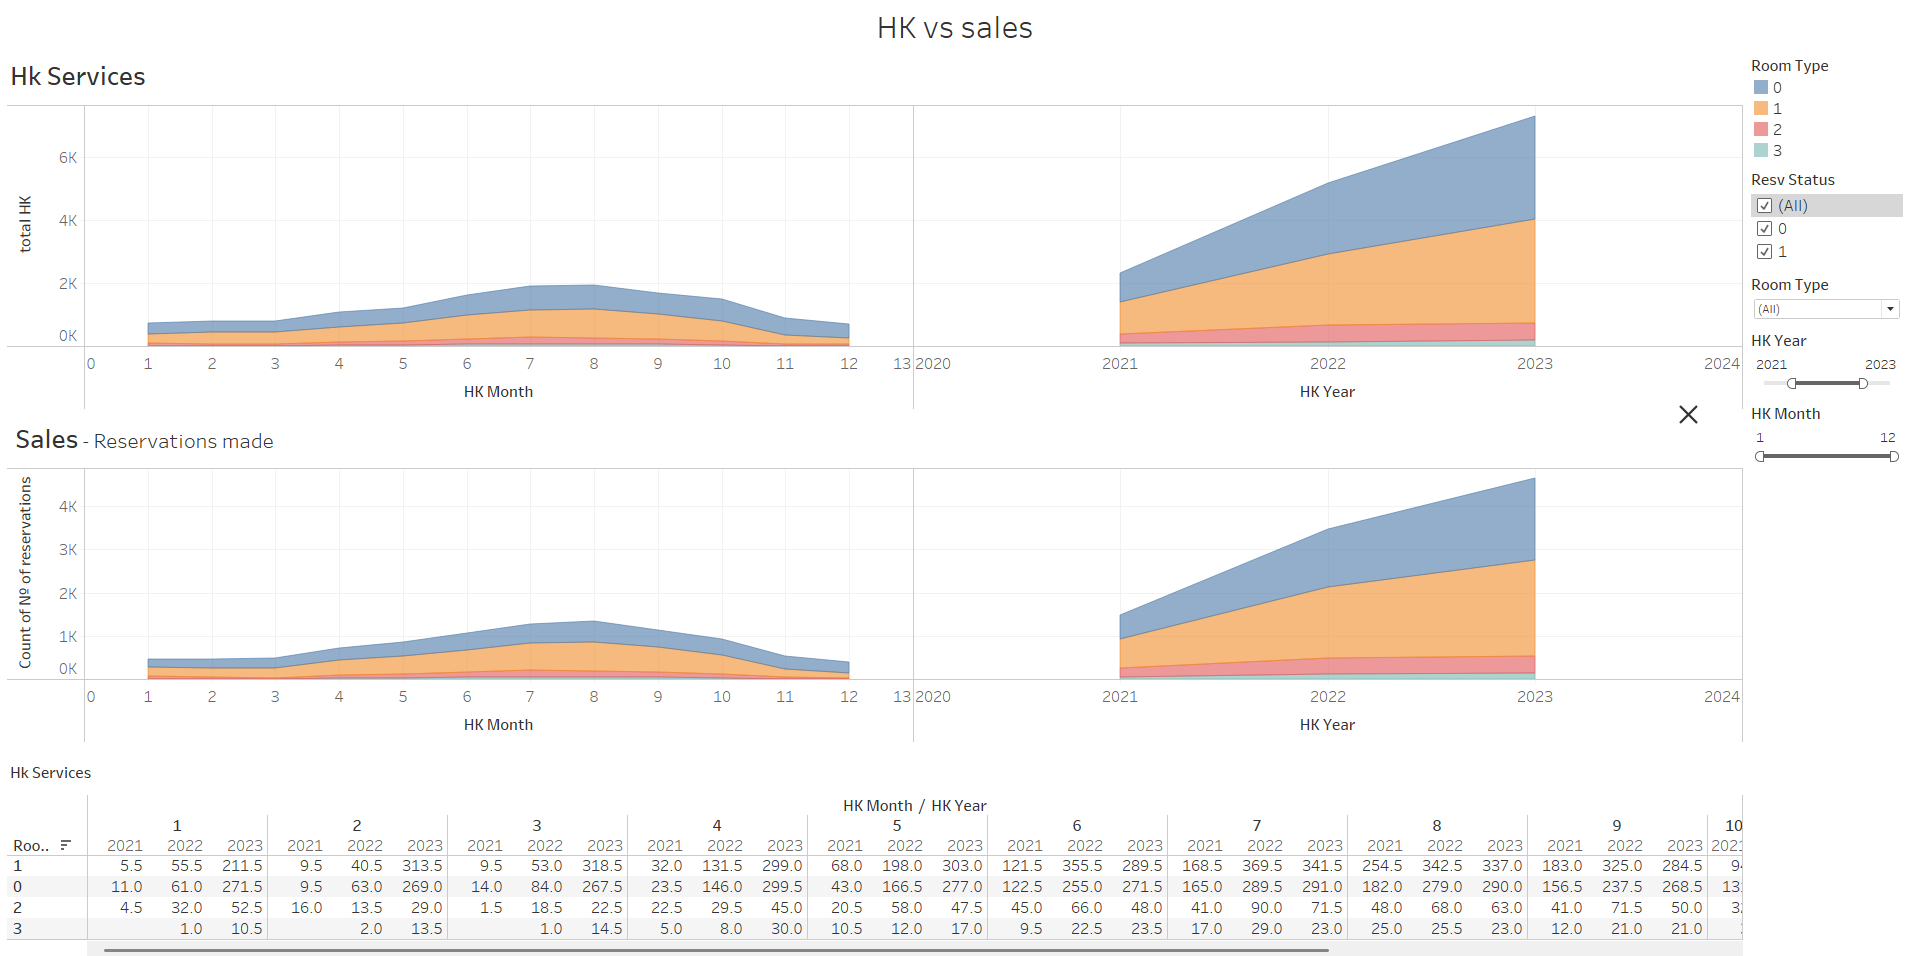 HK vs sales
Hk Services
total HK
6K
4K
2K
0K
0 1 2 3 4 5 6 7 8 9 10 11 12 13 2020 2021 2022 2023 2024
HK Month HK Year
Sales - Reservations made
Count of Nº of reservations
4K
3K
2K
1K
0K
0 1 2 3 4 5 6 7 8 9 10 11 12 13 2020 2021 2022 2023 2024
HK Month HK Year
Hk Services
HK Month / HK Year
1 2 3 4 5 6 7 8 9 10
Roo.. 2021 2022 2023 2021 2022 2023 2021 2022 2023 2021 2022 2023 2021 2022 2023 2021 2022 2023 2021 2022 2023 2021 2022 2023 2021 2022 2023 2021
1 5.5 55.5 211.5 9.5 40.5 313.5 9.5 53.0 318.5 32.0 131.5 299.0 68.0 198.0 303.0 121.5 355.5 289.5 168.5 369.5 341.5 254.5 342.5 337.0 183.0 325.0 284.5
0 11.0 61.0 271.5 9.5 63.0 269.0 14.0 84.0 267.5 23.5 146.0 299.5 43.0 166.5 277.0 122.5 255.0 271.5 165.0 289.5 291.0 182.0 279.0 290.0 156.5 237.5 268.5
2 4.5 32.0 52.5 16.0 13.5 29.0 1.5 18.5 22.5 22.5 29.5 45.0 20.5 58.0 47.5 45.0 66.0 48.0 41.0 90.0 71.5 48.0 68.0 63.0 41.0 71.5 50.0
3 1.0 10.5 2.0 13.5 1.0 14.5 5.0 8.0 30.0 10.5 12.0 17.0 9.5 22.5 23.5 17.0 29.0 23.0 25.0 25.5 23.0 12.0 21.0 21.0
Room Type
0
1
2
3
Resv Status
(All)
0
1
Room Type
(All)
HK Year
2021 2023
HK Month
1 12